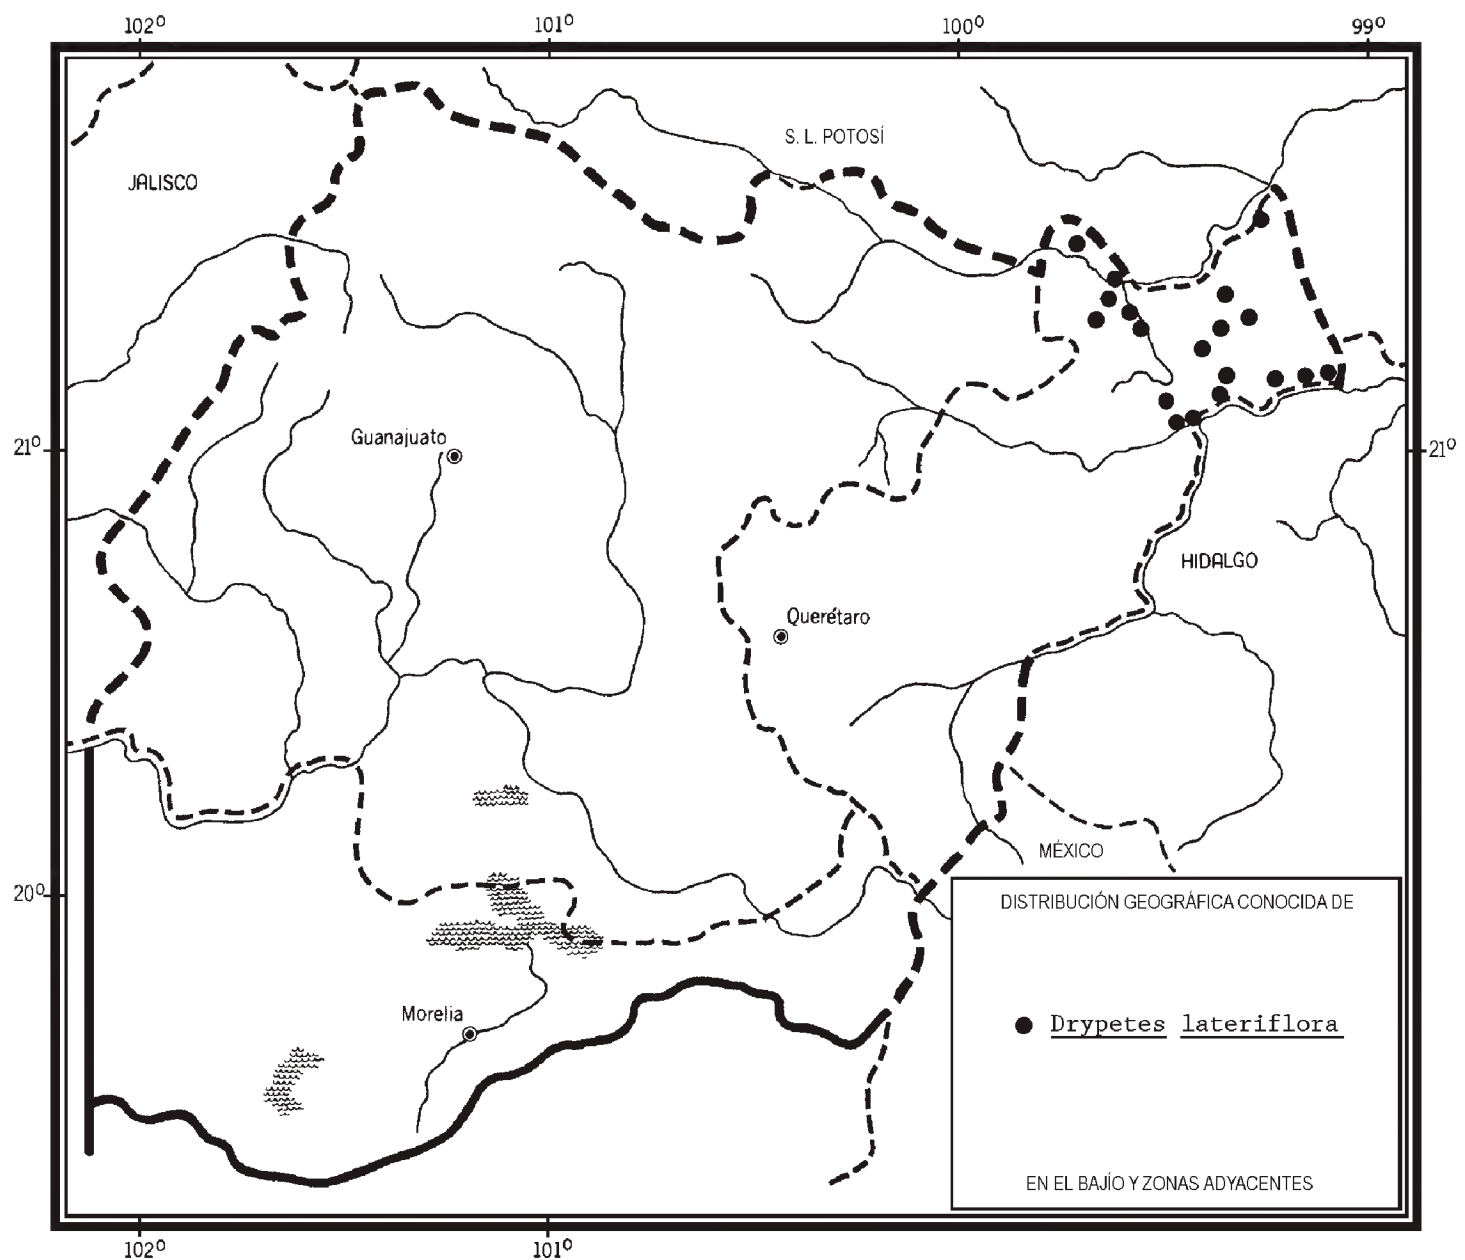 102º 101º 100º 99º
S. L. POTOSÍ
JALISCO
Guanajuato
21º 21º
HIDALGO
Querétaro
MÉXICO
20º
DISTRIBUCIÓN GEOGRÁFICA CONOCIDA DE
Morelia
Drypetes lateriflora
EN EL BAJÍO Y ZONAS ADYACENTES
102º 101º